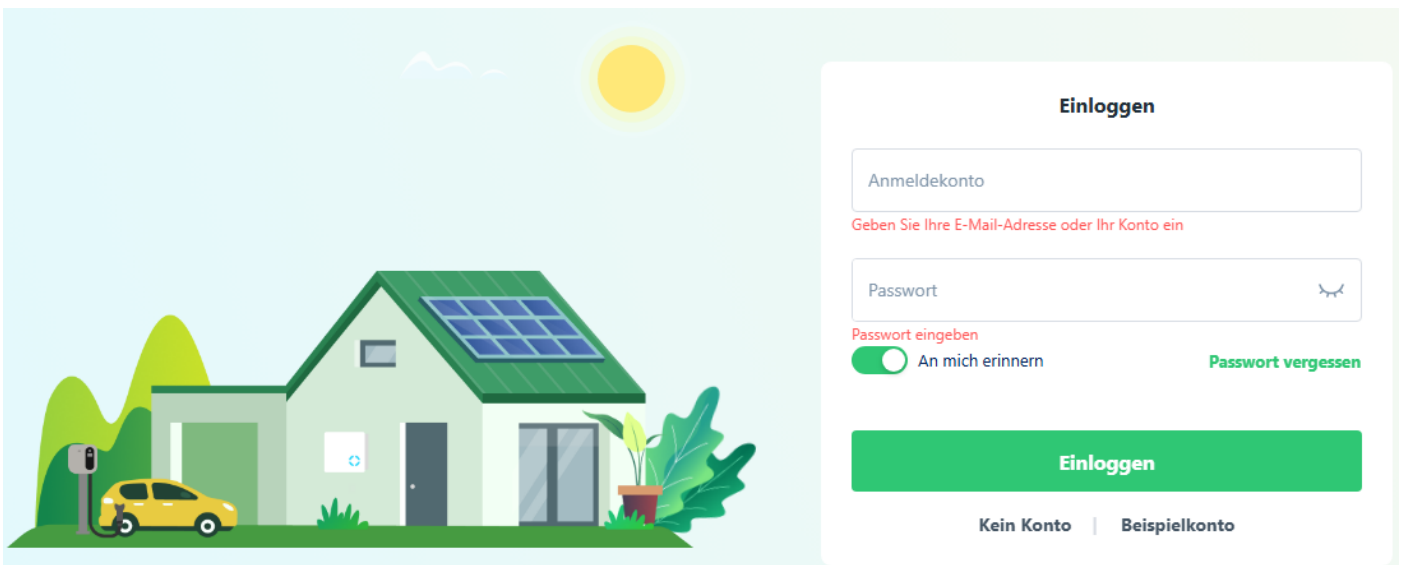 Einloggen
Anmeldekonto
Geben Sie Ihre E-Mail-Adresse oder Ihr Konto ein
Passwort
Passwort eingeben
An mich erinnern Passwort vergessen
Einloggen
Kein Konto | Beispielkonto